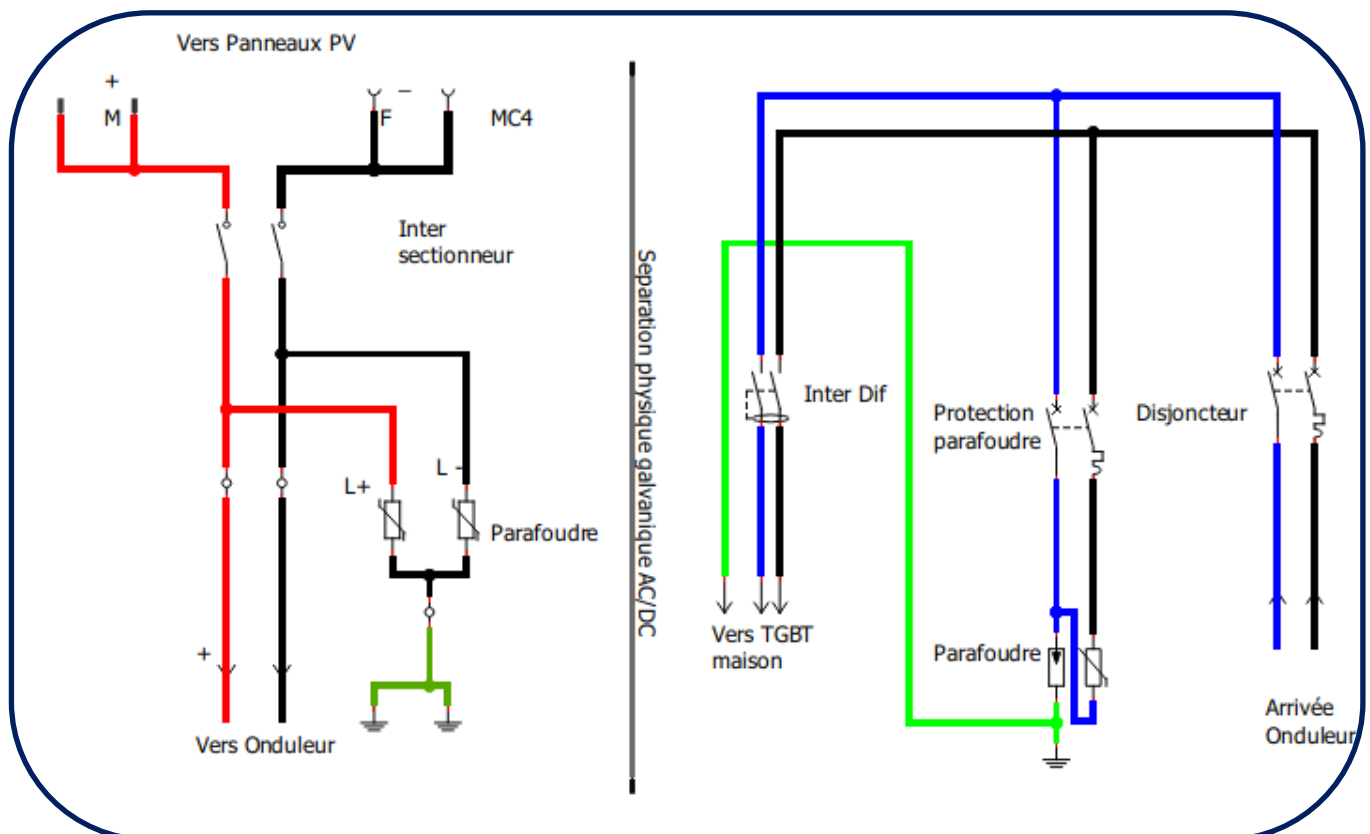 Vers Panneaux PV
+
−
M
F
MC4
Inter
sectionneur
L+
L -
Parafoudre
+
Vers Onduleur
Separation physique galvanique AC/DC
Inter Dif
Protection
parafoudre
Disjoncteur
Vers TGBT
maison
Parafoudre
Arrivée
Onduleur